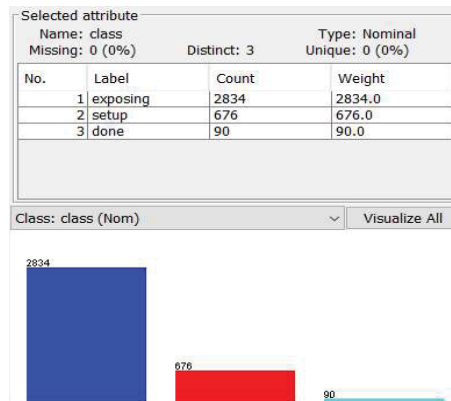 Selected attribute
Name: class Type: Nominal
Missing: 0 (0%) Distinct: 3 Unique: 0 (0%)
No. Label Count Weight
1 exposing 2834 2834.0
2 setup 676 676.0
3 done 90 90.0
Class: class (Nom) Visualize All
2834
676
90